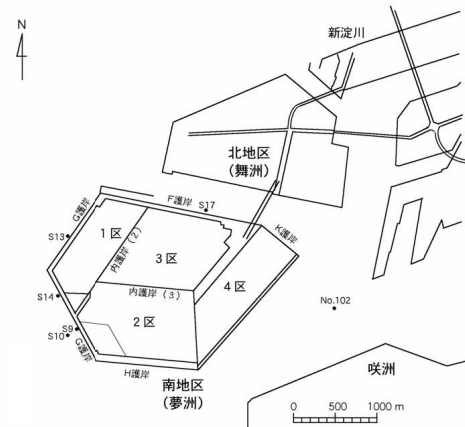 N
新淀川
北地区
(舞洲)
F護岸
S17
G護岸
S13
1区
内護岸(2)
3区
K護岸
S14
内護岸(3)
4区
No.102
2区
S9
S10
G護岸
H護岸
南地区
(夢洲)
咲洲
0 500 1000 m